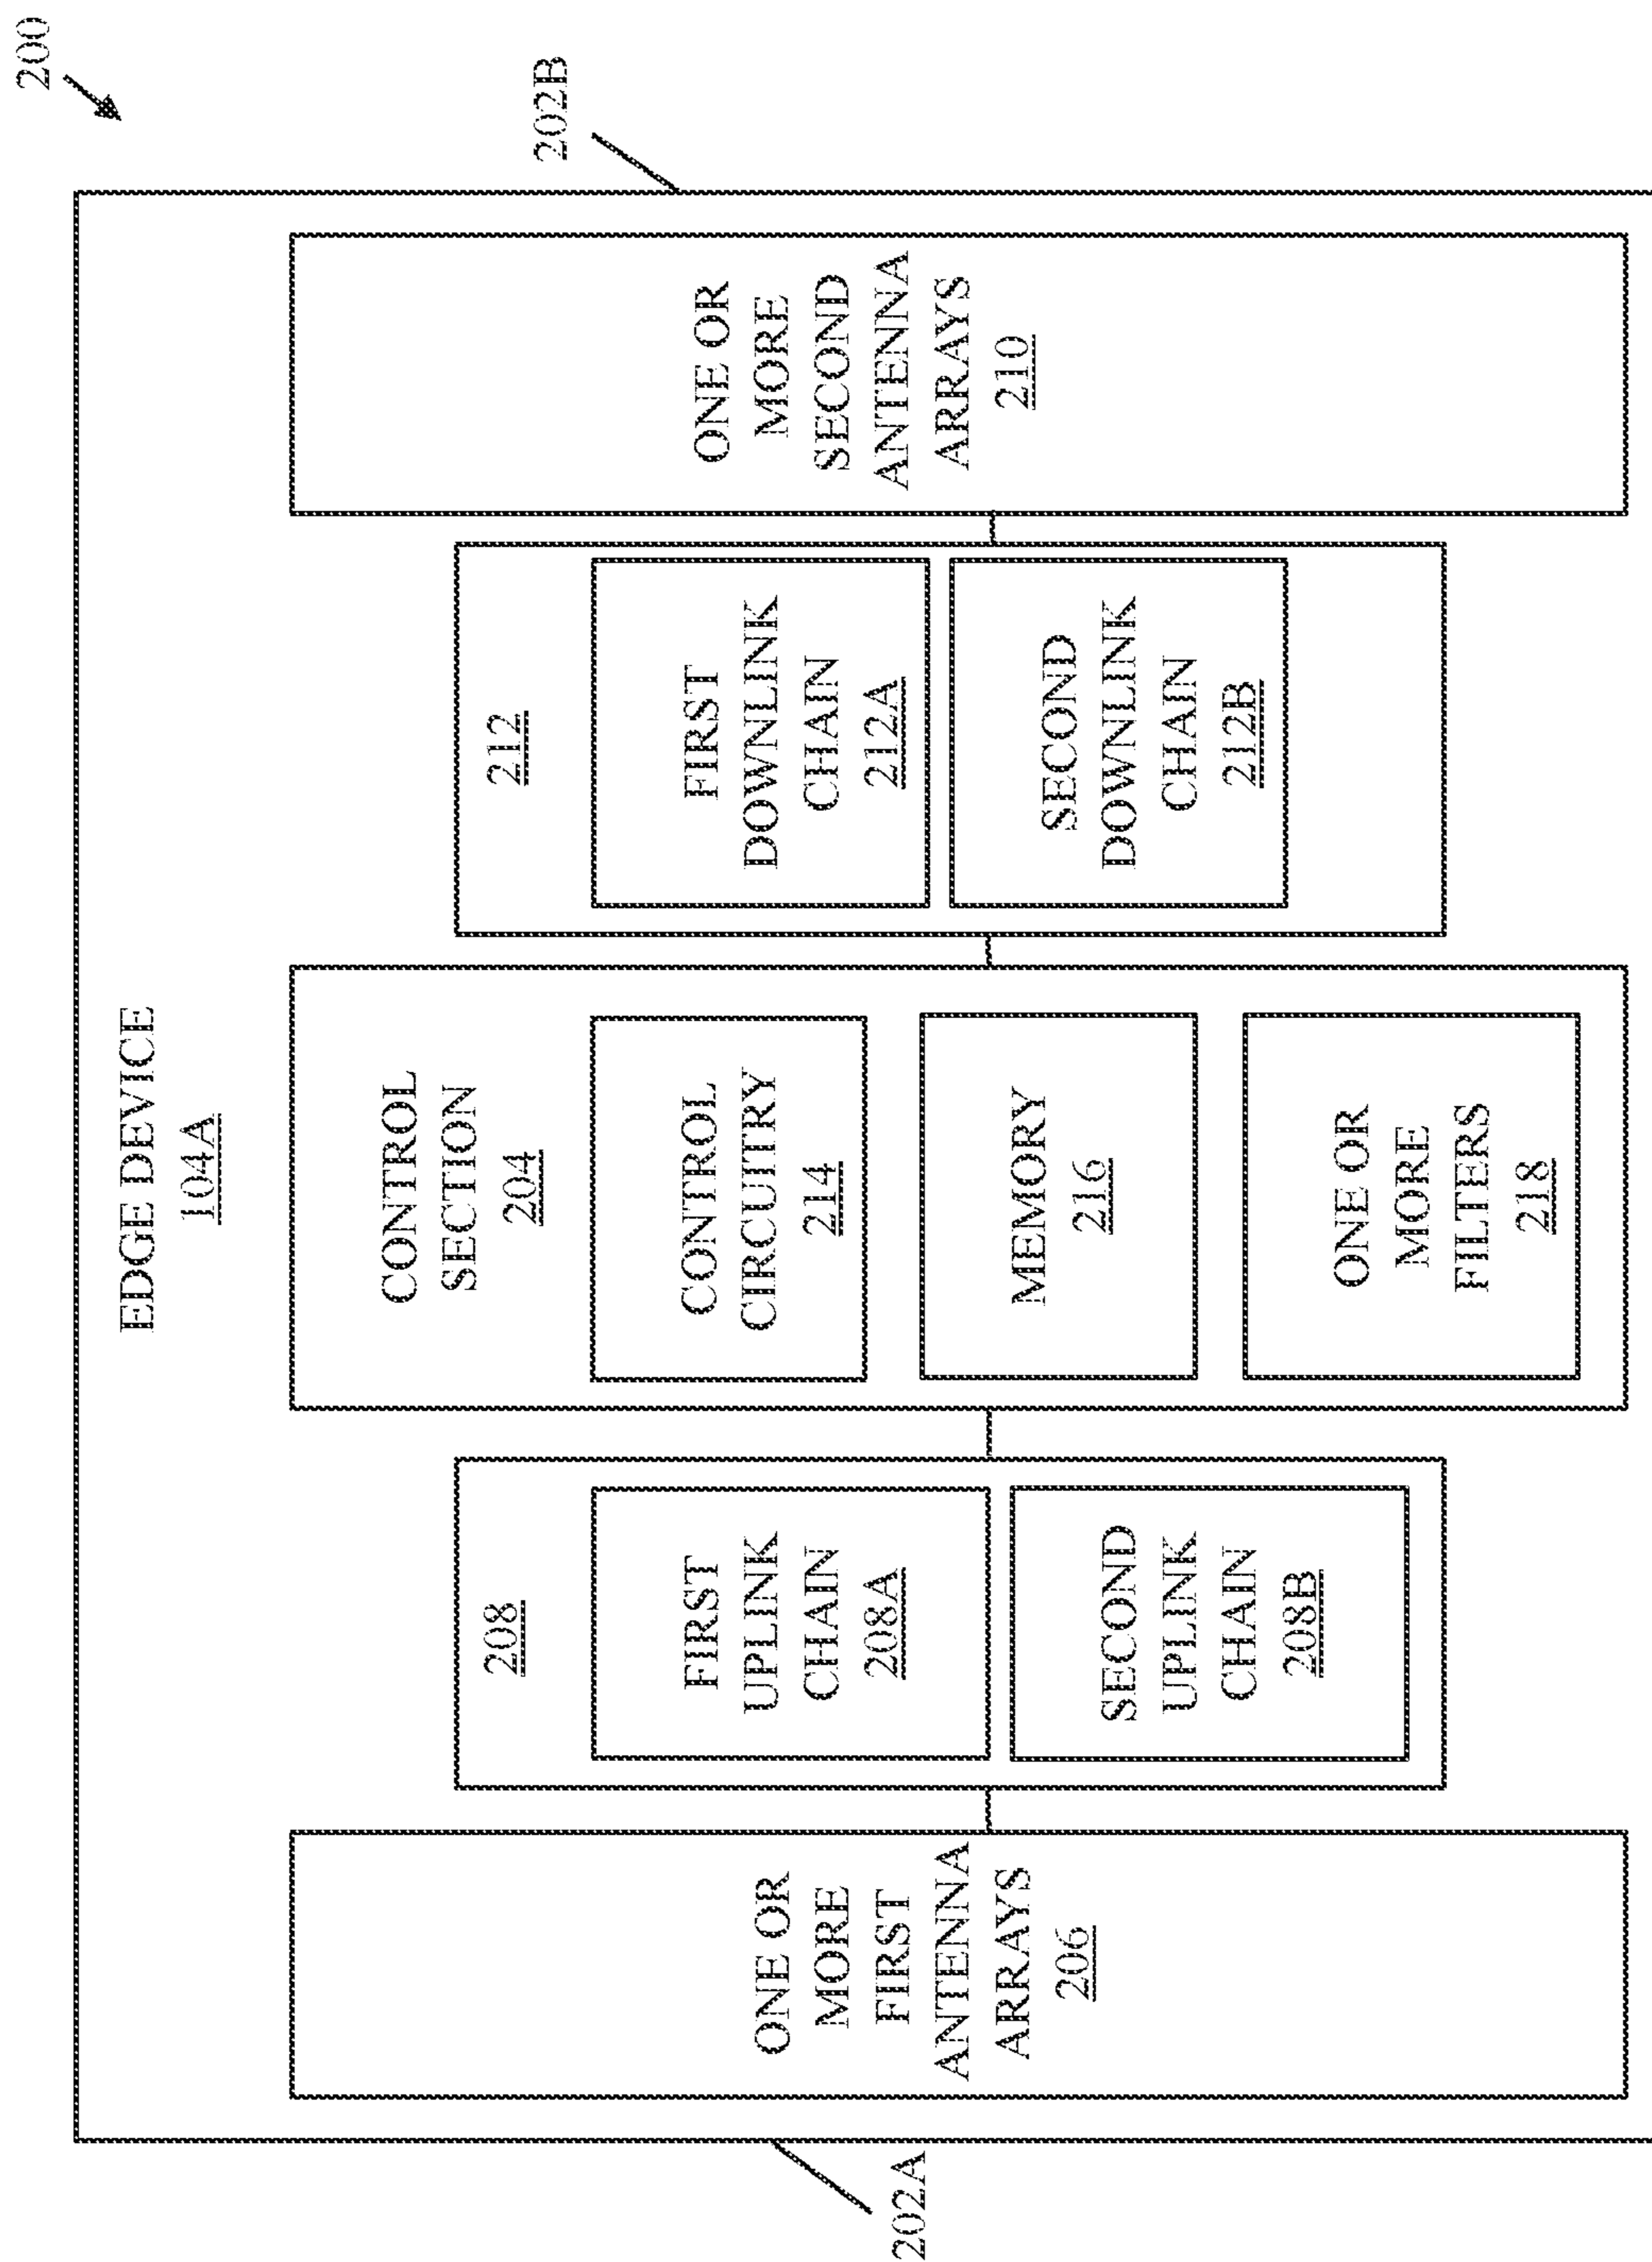 200
EDGE DEVICE
104A
202A
202B
ONE OR
MORE
FIRST
ANTENNA
ARRAYS
206
208
FIRST
UPLINK
CHAIN
208A
SECOND
UPLINK
CHAIN
208B
CONTROL
SECTION
204
CONTROL
CIRCUITRY
214
MEMORY
216
ONE OR
MORE
FILTERS
218
212
FIRST
DOWNLINK
CHAIN
212A
SECOND
DOWNLINK
CHAIN
212B
ONE OR
MORE
SECOND
ANTENNA
ARRAYS
210